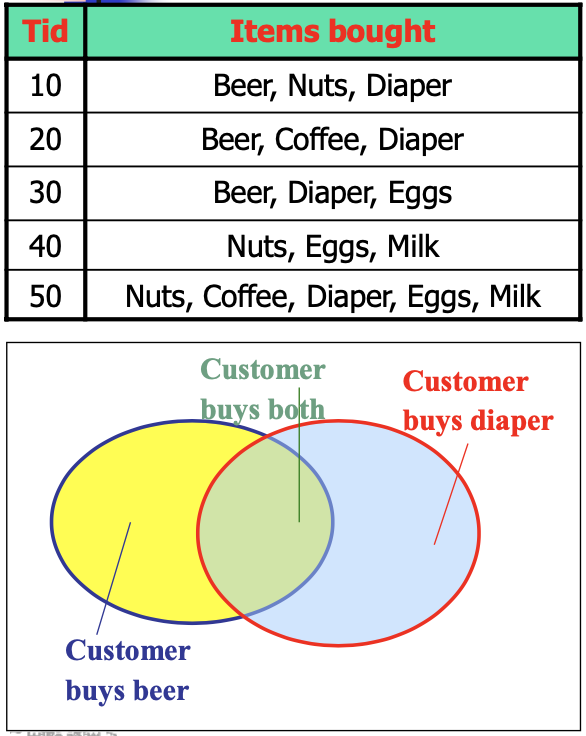 Tid Items bought
10 Beer, Nuts, Diaper
20 Beer, Coffee, Diaper
30 Beer, Diaper, Eggs
40 Nuts, Eggs, Milk
50 Nuts, Coffee, Diaper, Eggs, Milk
Customer
buys both
Customer
buys diaper
Customer
buys beer